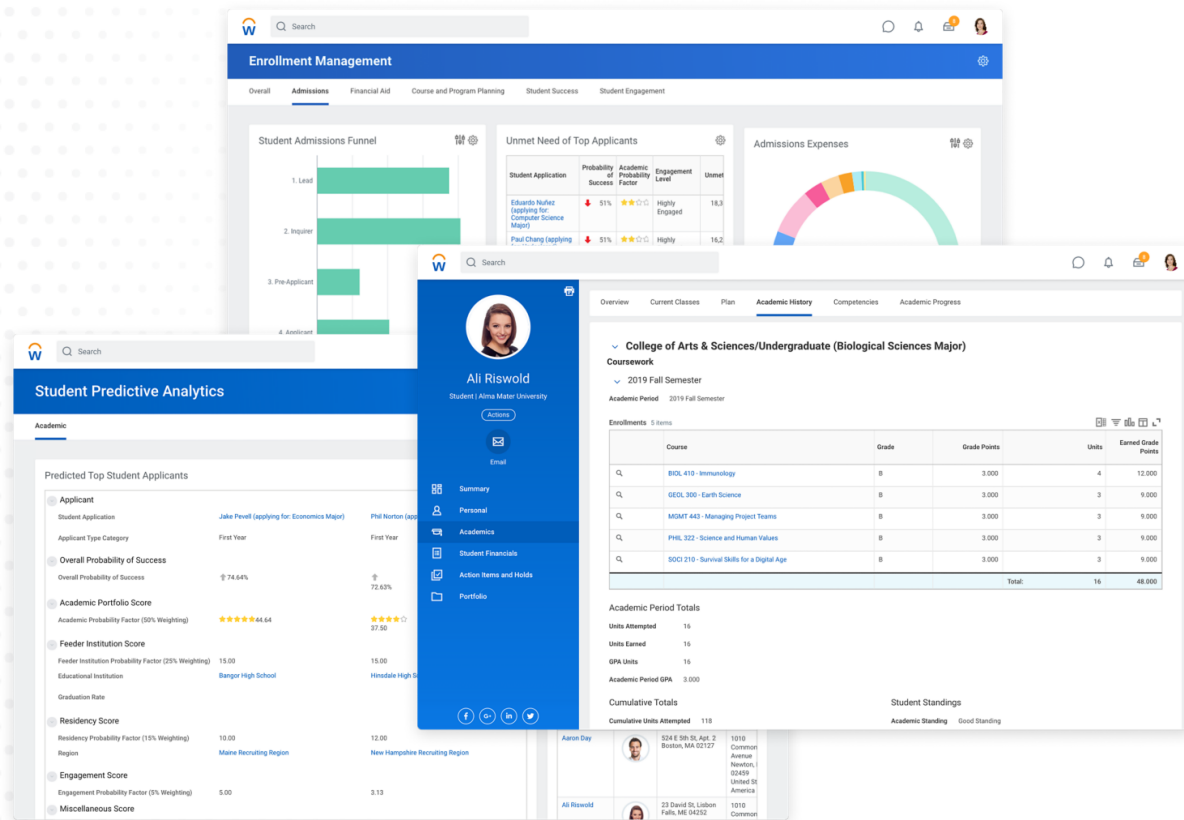 Search
3
Enrollment Management
Overall Admissions Financial Aid Course and Program Planning Student Success Student Engagement
Student Admissions Funnel
1. Lead
2. Inquirer
3. Pre-Applicant
4. Applicant
Unmet Need of Top Applicants
Student Application Probability of Success Academic Probability Factor Engagement Level Unmet
Eduardo Nuñez (applying for: Computer Science Major) 51% Highly Engaged 18,3
Paul Chang (applying 51% Highly 16,2
Admissions Expenses
Search
Student Predictive Analytics
Academic
Predicted Top Student Applicants
Applicant
Student Application Jake Pevell (applying for: Economics Major) Phil Norton (app
Applicant Type Category First Year First Year
Overall Probability of Success
Overall Probability of Success 74.64% 72.63%
Academic Portfolio Score
Academic Probability Factor (50% Weighting) 44.64 37.50
Feeder Institution Score
Feeder Institution Probability Factor (25% Weighting) 15.00 15.00
Educational Institution Bangor High School Hinsdale High S
Graduation Rate
Residency Score
Residency Probability Factor (15% Weighting) 10.00 12.00
Region Maine Recruiting Region New Hampshire Recruiting Region
Engagement Score
Engagement Probability Factor (5% Weighting) 5.00 3.13
Miscellaneous Score
Search
Ali Riswold
Student | Alma Mater University
Actions
Email
Summary
Personal
Academics
Student Financials
Action Items and Holds
Portfolio
Overview Current Classes Plan Academic History Competencies Academic Progress
College of Arts & Sciences/Undergraduate (Biological Sciences Major)
Coursework
2019 Fall Semester
Academic Period 2019 Fall Semester
Enrollments 5 items
Course Grade Grade Points Units Earned Grade Points
BIOL 410 - Immunology B 3.000 4 12.000
GEOL 300 - Earth Science B 3.000 3 9.000
MGMT 443 - Managing Project Teams B 3.000 3 9.000
PHIL 322 - Science and Human Values B 3.000 3 9.000
SOCI 210 - Survival Skills for a Digital Age B 3.000 3 9.000
Total: 16 48.000
Academic Period Totals
Units Attempted 16
Units Earned 16
GPA Units 16
Academic Period GPA 3.000
Cumulative Totals
Cumulative Units Attempted 118
Student Standings
Academic Standing Good Standing
Aaron Day 524 E 5th St, Apt. 2 Boston, MA 02127 1010 Common Avenue Newton, 02459 United St America
Ali Riswold 23 David St, Lisbon Falls, ME 04252 1010 Common